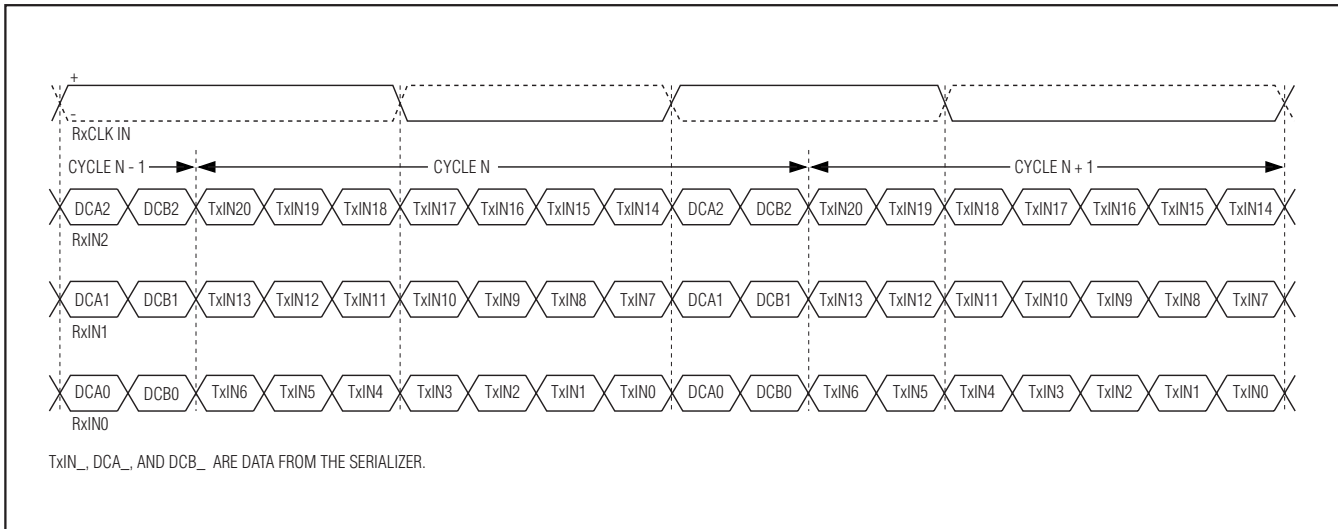 +
-
RxCLK IN
CYCLE N - 1 CYCLE N CYCLE N + 1
DCA2 DCB2 TxIN20 TxIN19 TxIN18 TxIN17 TxIN16 TxIN15 TxIN14 DCA2 DCB2 TxIN20 TxIN19 TxIN18 TxIN17 TxIN16 TxIN15 TxIN14
RxIN2
DCA1 DCB1 TxIN13 TxIN12 TxIN11 TxIN10 TxIN9 TxIN8 TxIN7 DCA1 DCB1 TxIN13 TxIN12 TxIN11 TxIN10 TxIN9 TxIN8 TxIN7
RxIN1
DCA0 DCB0 TxIN6 TxIN5 TxIN4 TxIN3 TxIN2 TxIN1 TxIN0 DCA0 DCB0 TxIN6 TxIN5 TxIN4 TxIN3 TxIN2 TxIN1 TxIN0
RxIN0
TxIN_, DCA_, AND DCB_ ARE DATA FROM THE SERIALIZER.